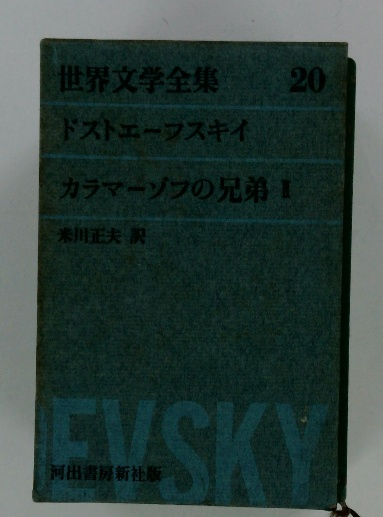 世界文学全集 20
ドストエーフスキイ
カラマーゾフの兄弟 II
米川正夫 訳
EVSKY
河出書房新社版